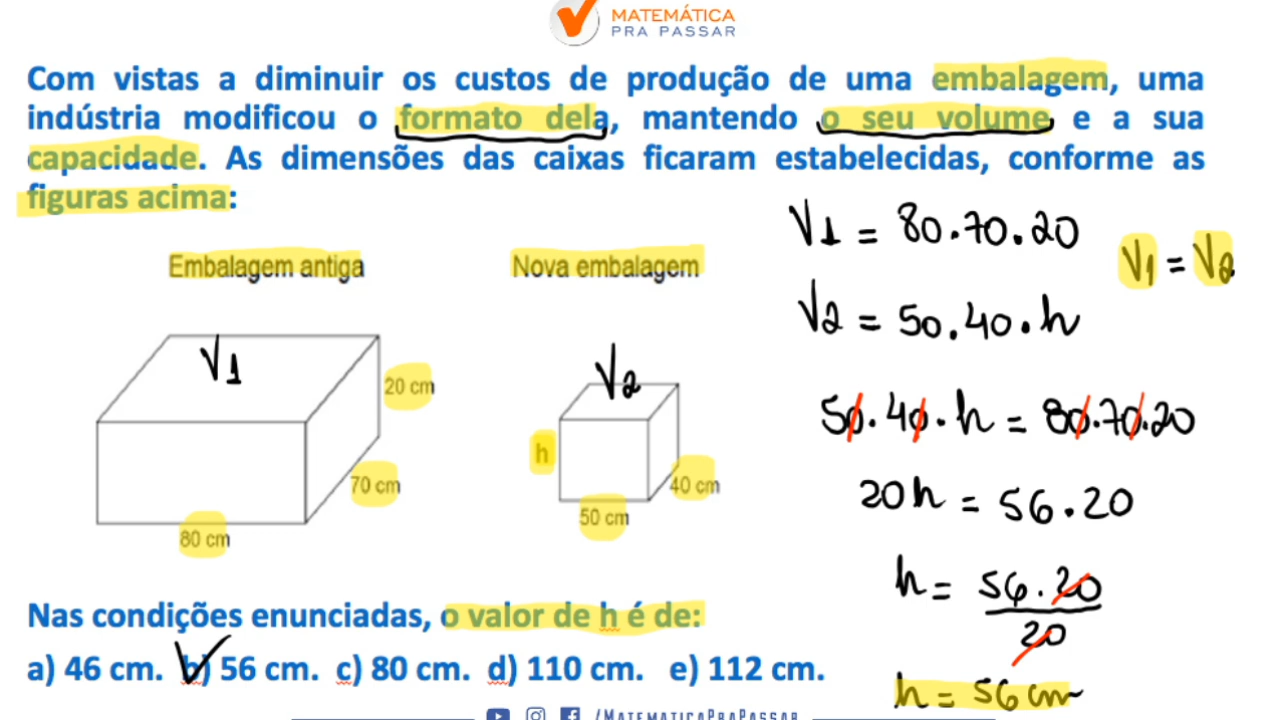 MATEMÁTICA
PRA PASSAR
Com vistas a diminuir os custos de produção de uma embalagem, uma
indústria modificou o formato dela, mantendo o seu volume e a sua
capacidade. As dimensões das caixas ficaram estabelecidas, conforme as
figuras acima:
Embalagem antiga
V1
20 cm
70 cm
80 cm
Nova embalagem
V2
h
40 cm
50 cm
V1 = 80.70.20
V1 = V2
V2 = 50.40.h
50.40.h = 80.70.20
20h = 56.20
h = 56.20
20
h = 56 cm
Nas condições enunciadas, o valor de h é de:
a) 46 cm. b) 56 cm. c) 80 cm. d) 110 cm. e) 112 cm.
/MATEMATICAPRAPASSAR